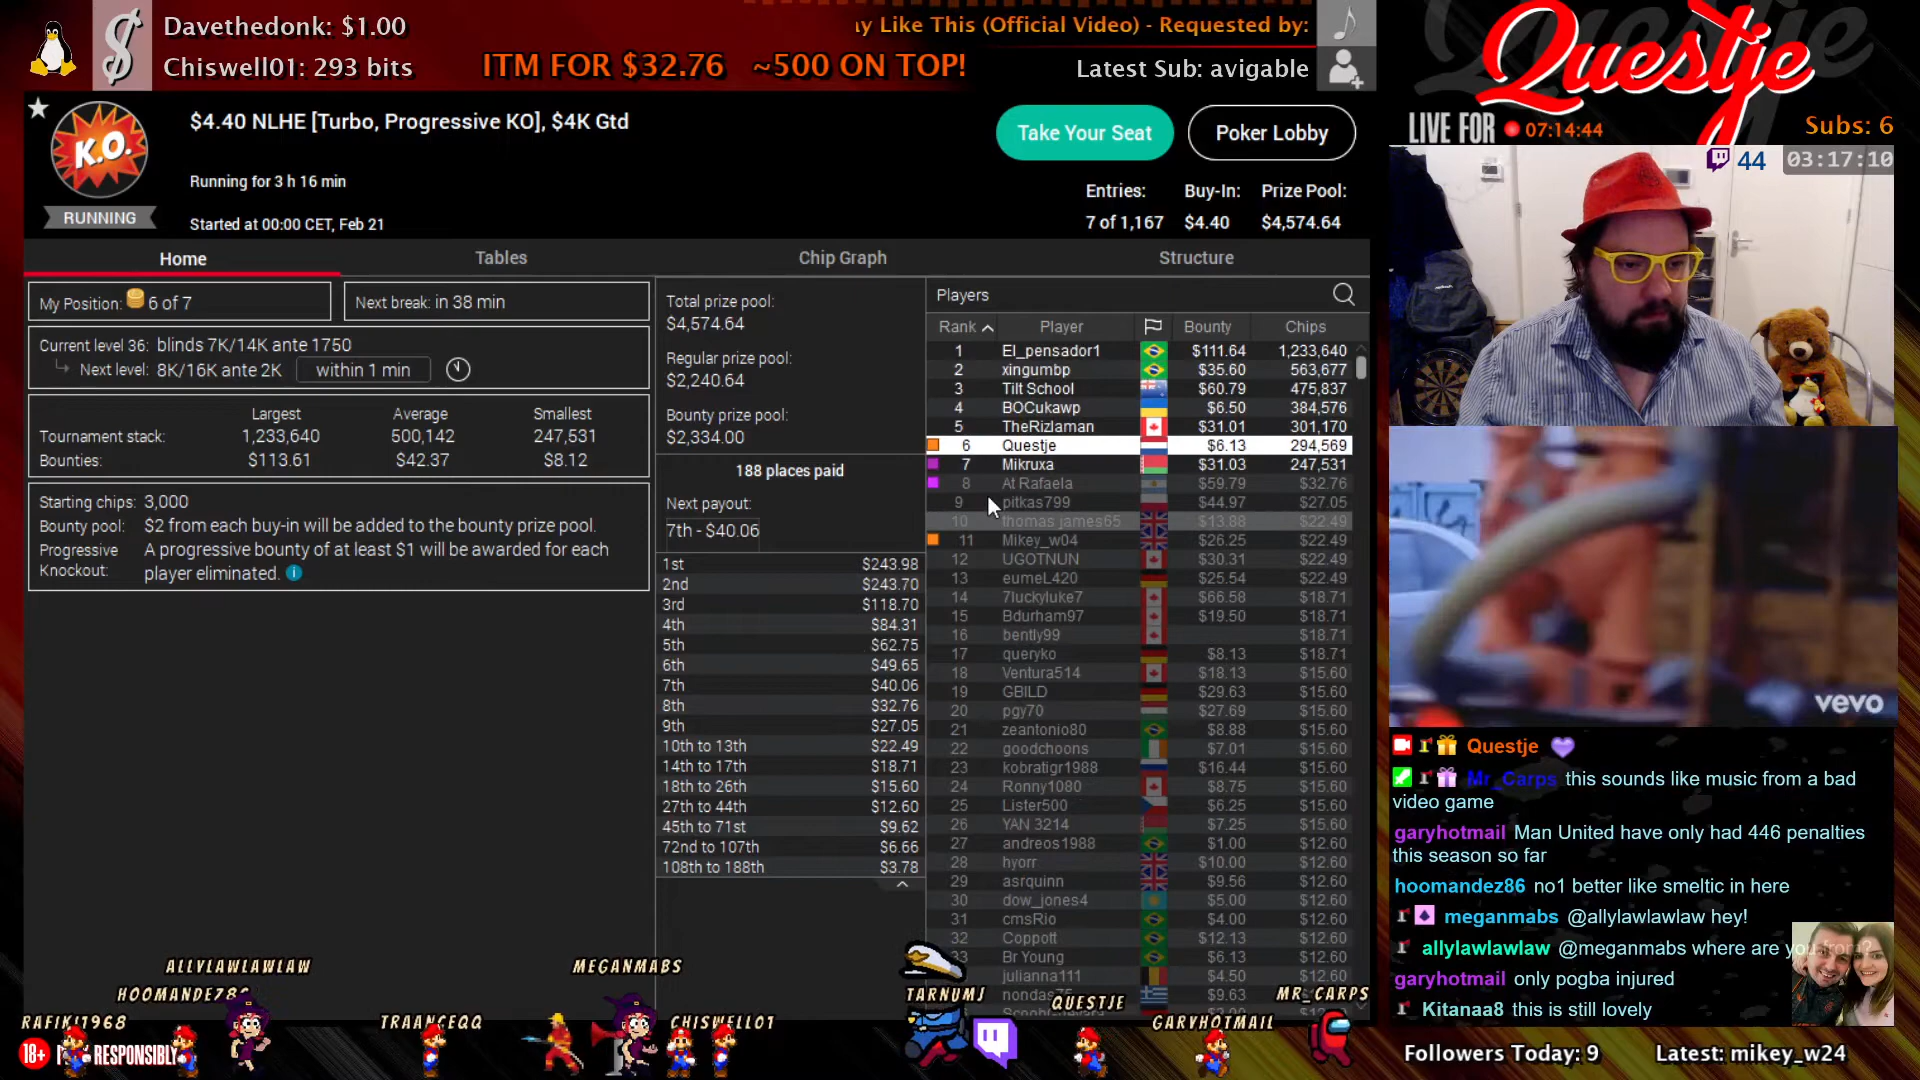 Davethedonk: $1.00
Chiswell01: 293 bits
ITM FOR $32.76 ~500 ON TOP!
ay Like This (Official Video) - Requested by:
Latest Sub: avigable
Questje
LIVE FOR 07:14:44
Subs: 6
44 03:17:10
K.O.
RUNNING
$4.40 NLHE [Turbo, Progressive KO], $4K Gtd
Running for 3 h 16 min
Started at 00:00 CET, Feb 21
Take Your Seat
Poker Lobby
Entries: Buy-In: Prize Pool:
7 of 1,167 $4.40 $4,574.64
Home Tables Chip Graph Structure
My Position: 6 of 7
Next break: in 38 min
Current level 36: blinds 7K/14K ante 1750
Next level: 8K/16K ante 2K within 1 min
Largest Average Smallest
Tournament stack: 1,233,640 500,142 247,531
Bounties: $113.61 $42.37 $8.12
Starting chips: 3,000
Bounty pool: $2 from each buy-in will be added to the bounty prize pool.
Progressive Knockout: A progressive bounty of at least $1 will be awarded for each player eliminated.
Total prize pool:
$4,574.64
Regular prize pool:
$2,240.64
Bounty prize pool:
$2,334.00
188 places paid
Next payout:
7th - $40.06
1st $243.98
2nd $243.70
3rd $118.70
4th $84.31
5th $62.75
6th $49.65
7th $40.06
8th $32.76
9th $27.05
10th to 13th $22.49
14th to 17th $18.71
18th to 26th $15.60
27th to 44th $12.60
45th to 71st $9.62
72nd to 107th $6.66
108th to 188th $3.78
Players
Rank Player Bounty Chips
1 El_pensador1 $111.64 1,233,640
2 xingumbp $35.60 563,677
3 Tilt School $60.79 475,837
4 BOCukawp $6.50 384,576
5 TheRizlaman $31.01 301,170
6 Questje $6.13 294,569
7 Mikruxa $31.03 247,531
8 At Rafaela $59.79 $32.76
9 pitkas799 $44.97 $27.05
10 thomas james65 $13.88 $22.49
11 Mikey_w04 $26.25 $22.49
12 UGOTNUN $30.31 $22.49
13 eumeL420 $25.54 $22.49
14 7luckyluke7 $66.58 $18.71
15 Bdurham97 $19.50 $18.71
16 bently99 $18.71
17 queryko $8.13 $18.71
18 Ventura514 $18.13 $15.60
19 GBILD $29.63 $15.60
20 pgy70 $27.69 $15.60
21 zeantonio80 $8.88 $15.60
22 goodchoons $7.01 $15.60
23 kobratigr1988 $16.44 $15.60
24 Ronny1080 $8.75 $15.60
25 Lister500 $6.25 $15.60
26 YAN 3214 $7.25 $15.60
27 andreos1988 $1.00 $12.60
28 hyorr $10.00 $12.60
29 asrquinn $9.56 $12.60
30 dow_jones4 $5.00 $12.60
31 cmsRio $4.00 $12.60
32 Coppott $12.13 $12.60
33 Br Young $6.13 $12.60
julianna111 $4.50 $12.60
$9.63 $12.60
vevo
Questje
Mr_Carps this sounds like music from a bad
video game
garyhotmail Man United have only had 446 penalties
this season so far
hoomandez86 no1 better like smeltic in here
meganmabs @allylawlawlaw hey!
allylawlawlaw @meganmabs where are you from?
garyhotmail only pogba injured
Kitanaa8 this is still lovely
Followers Today: 9 Latest: mikey_w24
ALLYLAWLAWLAW
MEGANMABS
TARNUMJ
QUESTJE
MR_CARPS
RAFIKI1968
TRAANCEQQ
CHISWELL01
GARYHOTMAIL
18+ RESPONSIBLY